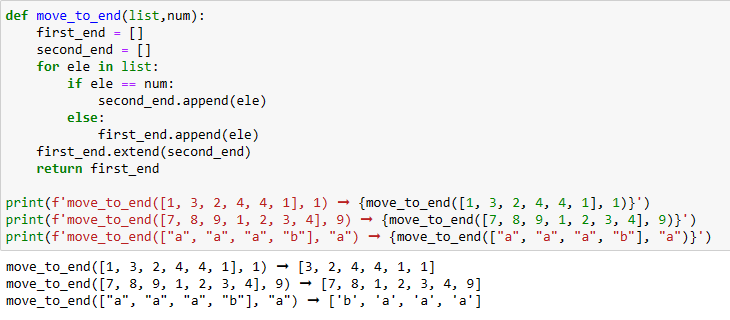 def move_to_end(list,num):
    first_end = []
    second_end = []
    for ele in list:
        if ele == num:
            second_end.append(ele)
        else:
            first_end.append(ele)
    first_end.extend(second_end)
    return first_end

print(f'move_to_end([1, 3, 2, 4, 4, 1], 1) ➞ {move_to_end([1, 3, 2, 4, 4, 1], 1)}')
print(f'move_to_end([7, 8, 9, 1, 2, 3, 4], 9) ➞ {move_to_end([7, 8, 9, 1, 2, 3, 4], 9)}')
print(f'move_to_end(["a", "a", "a", "b"], "a") ➞ {move_to_end(["a", "a", "a", "b"], "a")}')
move_to_end([1, 3, 2, 4, 4, 1], 1) ➞ [3, 2, 4, 4, 1, 1]
move_to_end([7, 8, 9, 1, 2, 3, 4], 9) ➞ [7, 8, 1, 2, 3, 4, 9]
move_to_end(["a", "a", "a", "b"], "a") ➞ ['b', 'a', 'a', 'a']